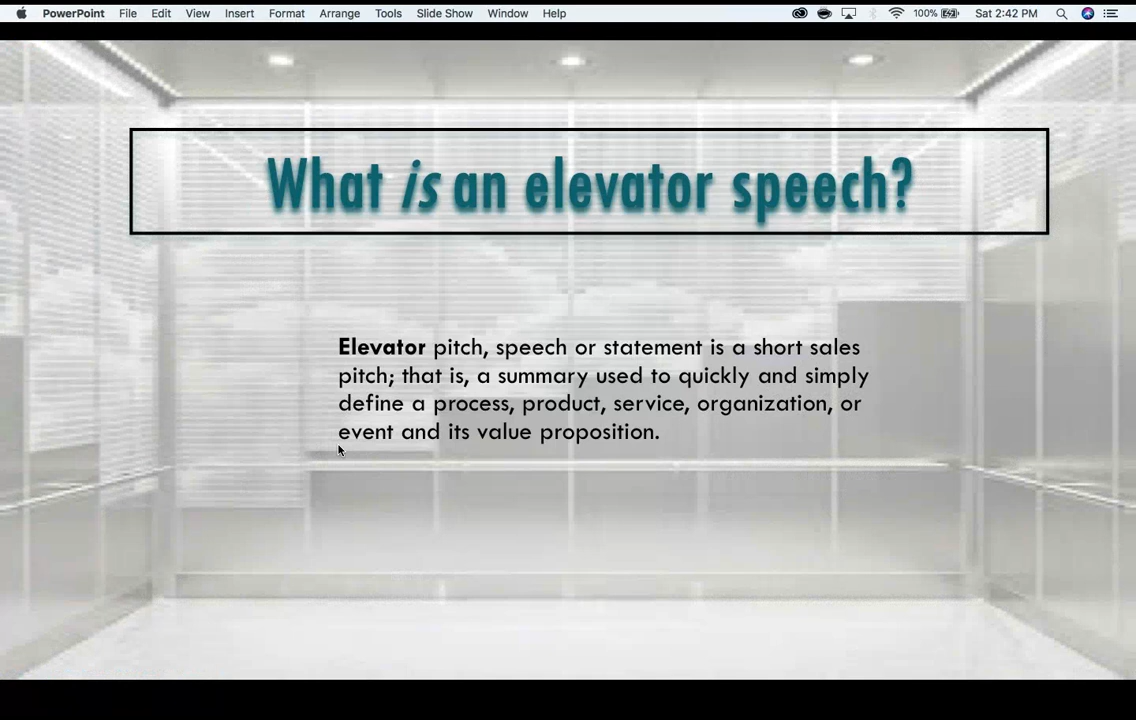 PowerPoint File Edit View Insert Format Arrange Tools Slide Show Window Help 100% Sat 2:42 PM
What is an elevator speech?
Elevator pitch, speech or statement is a short sales
pitch; that is, a summary used to quickly and simply
define a process, product, service, organization, or
event and its value proposition.